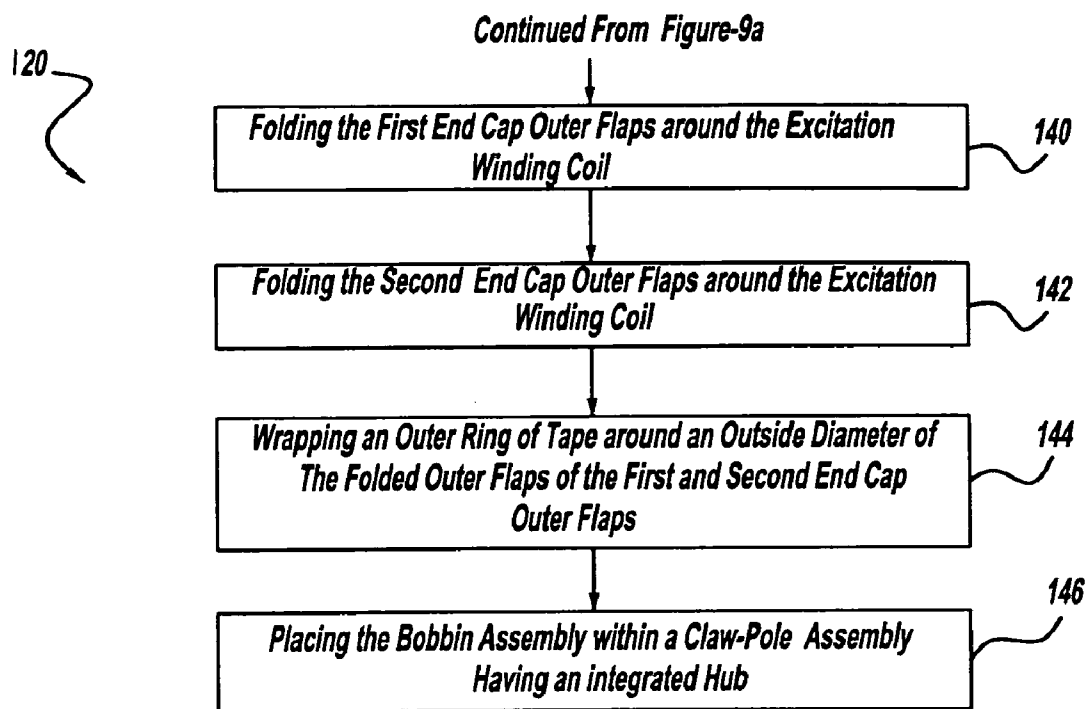 Continued From Figure-9a
120
Folding the First End Cap Outer Flaps around the Excitation
Winding Coil
140
Folding the Second End Cap Outer Flaps around the Excitation
Winding Coil
142
Wrapping an Outer Ring of Tape around an Outside Diameter of
The Folded Outer Flaps of the First and Second End Cap
Outer Flaps
144
Placing the Bobbin Assembly within a Claw-Pole Assembly
Having an integrated Hub
146